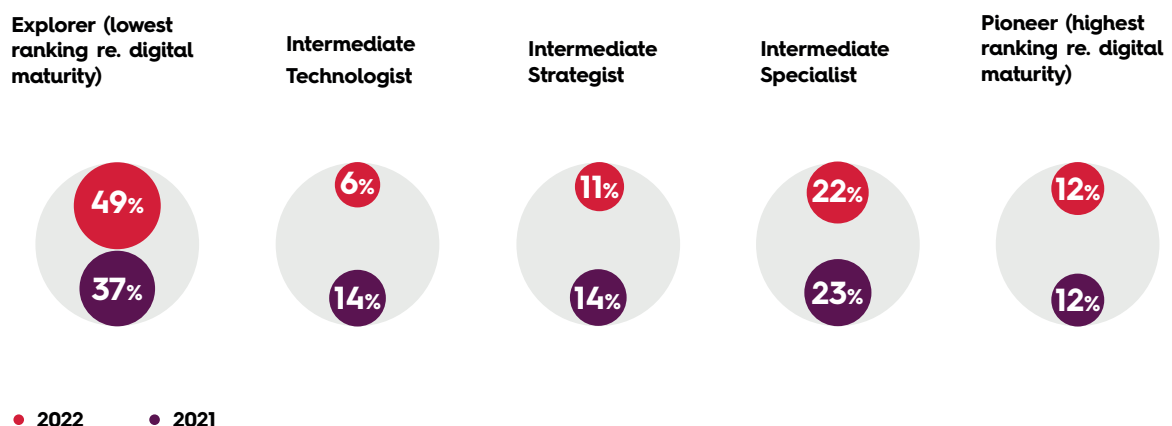 Explorer (lowest
ranking re. digital
maturity)
Intermediate
Technologist
Intermediate
Strategist
Intermediate
Specialist
Pioneer (highest
ranking re. digital
maturity)
49%
6%
11%
22%
12%
37%
14%
14%
23%
12%
2022
2021